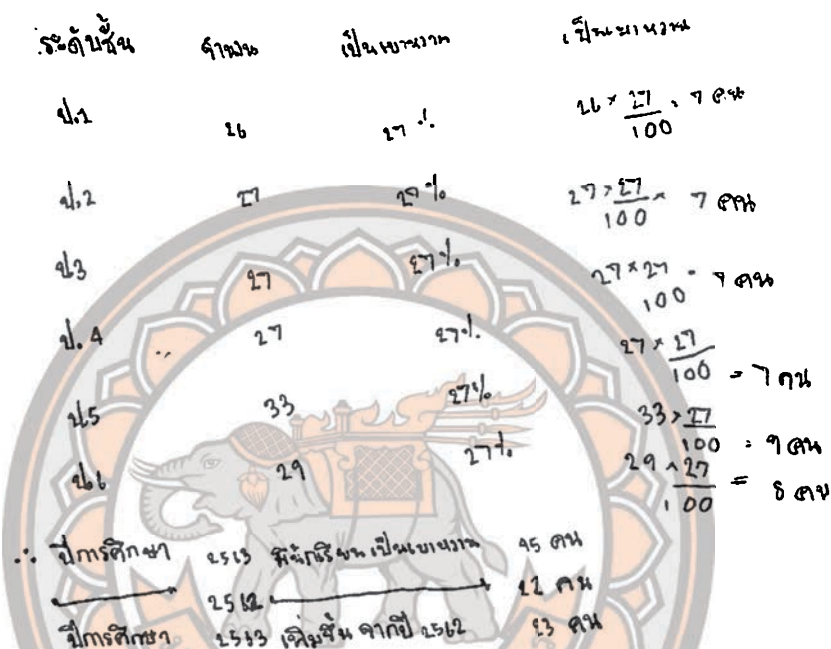 ระดับชั้น จำนวน เป็นเบาหวาน เป็นเบาหวาน
ป.1 26 27 % 26 × 27/100 = 7 คน
ป.2 27 27 % 27 × 27/100 = 7 คน
ป3 27 27 % 27 × 27/100 = 7 คน
ป.4 27 27 % 27 × 27/100 = 7 คน
ป5 33 27 % 33 × 27/100 = 9 คน
ป.6 29 27 % 29 × 27/100 = 8 คน
∴ ปีการศึกษา 2563 มีนักเรียนเป็นเบาหวาน 45 คน
2562 22 คน
ปีการศึกษา 2563 เพิ่มขึ้น จากปี 2562 23 คน